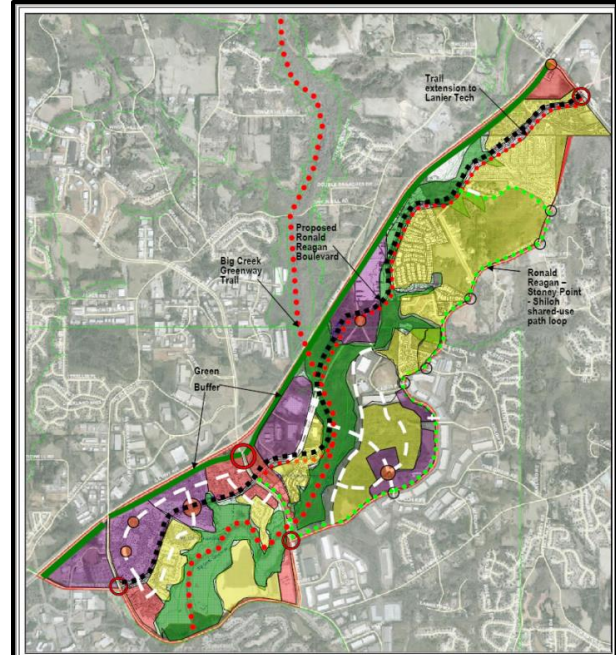 Trail
extension to
Lanier Tech
Proposed
Ronald
Reagan
Boulevard
Big Creek
Greenway
Trail
Ronald
Reagan –
Stoney Point
- Shiloh
shared-use
path loop
Green
Buffer